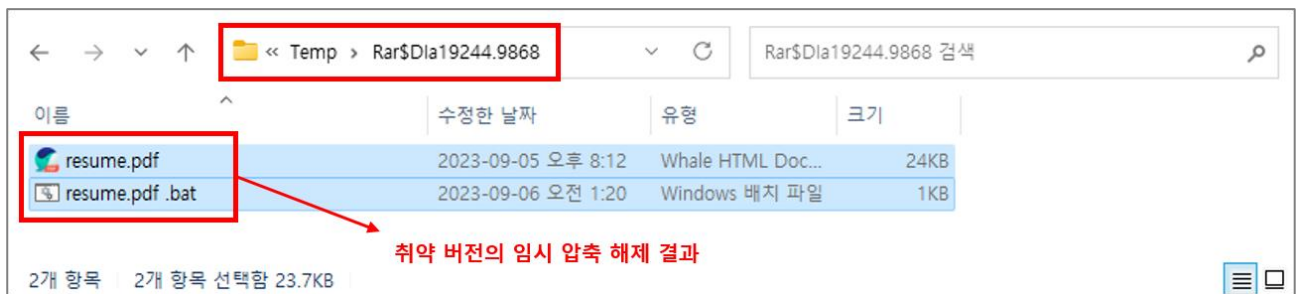 « Temp › Rar$DIa19244.9868
Rar$DIa19244.9868 검색
이름 수정한 날짜 유형 크기
resume.pdf 2023-09-05 오후 8:12 Whale HTML Doc... 24KB
resume.pdf .bat 2023-09-06 오전 1:20 Windows 배치 파일 1KB
취약 버전의 임시 압축 해제 결과
2개 항목 2개 항목 선택함 23.7KB